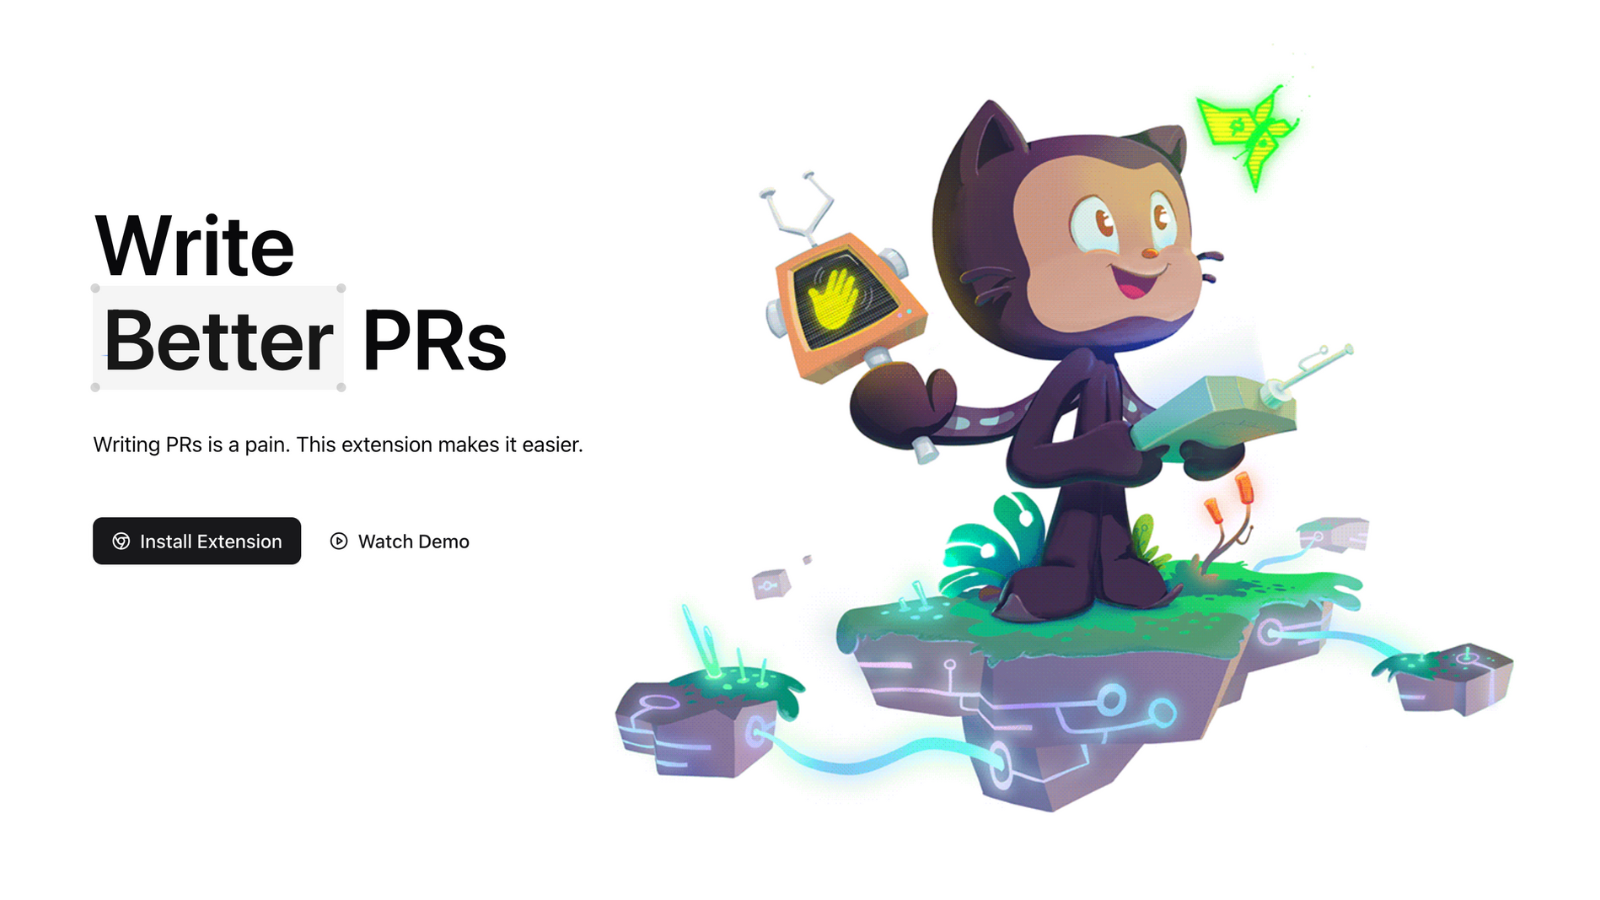 Write
Better PRs
Writing PRs is a pain. This extension makes it easier.
Install Extension
Watch Demo